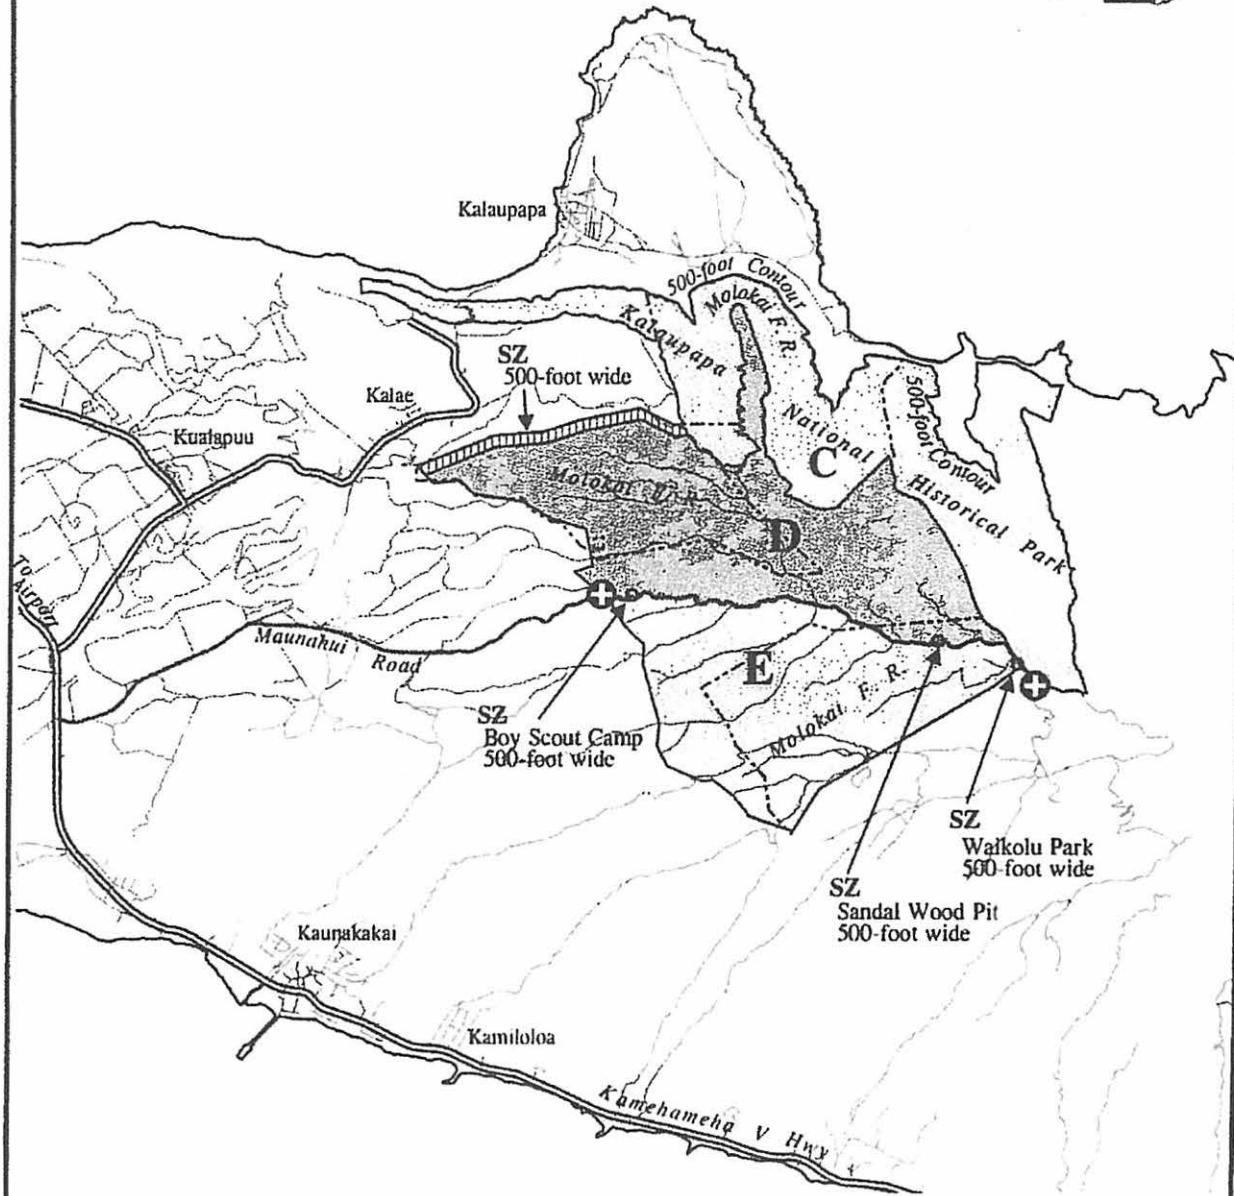 Kalaupapa
500-foot Contour
Molokai F. R.
Kalaupapa
SZ
500-foot wide
Kalae
500-foot Contour
National
Kualapuu
C
Molokai F. R.
Historical Park
D
To Airport
Maunahui Road
E
SZ
Boy Scout Camp
500-foot wide
Molokai F. R.
SZ
Waikolu Park
500-foot wide
SZ
Sandal Wood Pit
500-foot wide
Kaunakakai
Kamiloloa
Kamehameha V Hwy